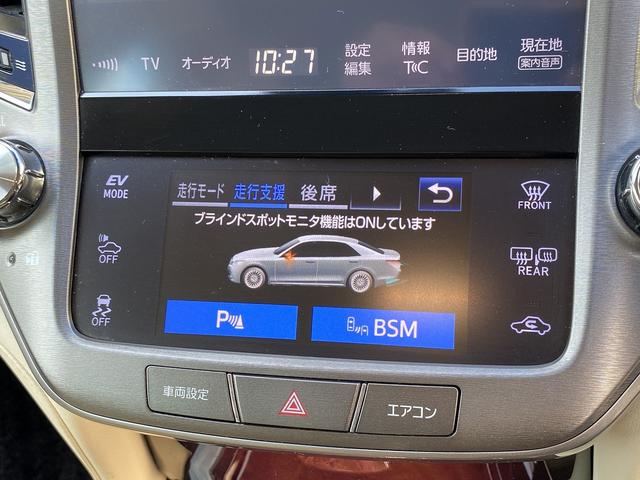 TV オーディオ 10:27 設定編集 情報T&C 目的地 現在地案内音声
EV MODE
走行モード 走行支援 後席
ブラインドスポットモニタ機能はONしています
FRONT
OFF
REAR
OFF
P BSM
車両設定 エアコン